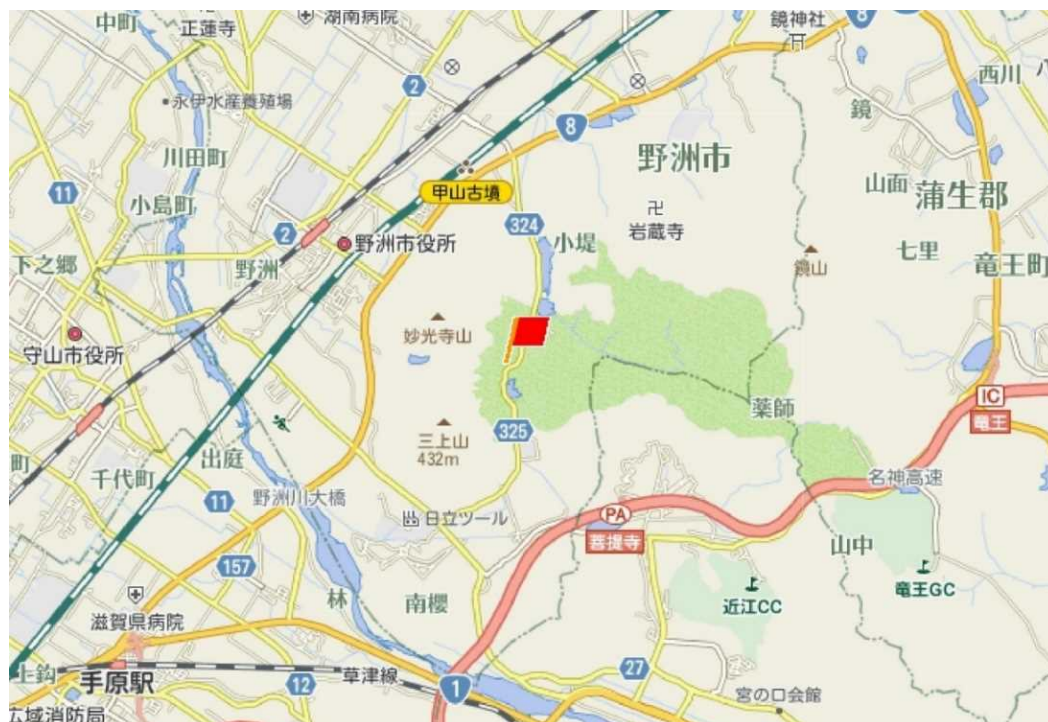 中町
正蓮寺
湖南病院
鏡神社
8
西川
八
2
永伊水産養殖場
鏡
8
野洲市
川田町
11
甲山古墳
山面
蒲生郡
小島町
2
野洲市役所
324
小堤
岩蔵寺
七里
下之郷
野洲
鏡山
竜王町
妙光寺山
守山市役所
薬師
IC
竜王
325
三上山
432m
町
千代町
出庭
11
野洲川大橋
日立ツール
PA
菩提寺
名神高速
山中
157
林
南櫻
近江CC
竜王GC
滋賀県病院
上鈎
手原駅
12
草津線
1
27
宮の口会館
広域消防局